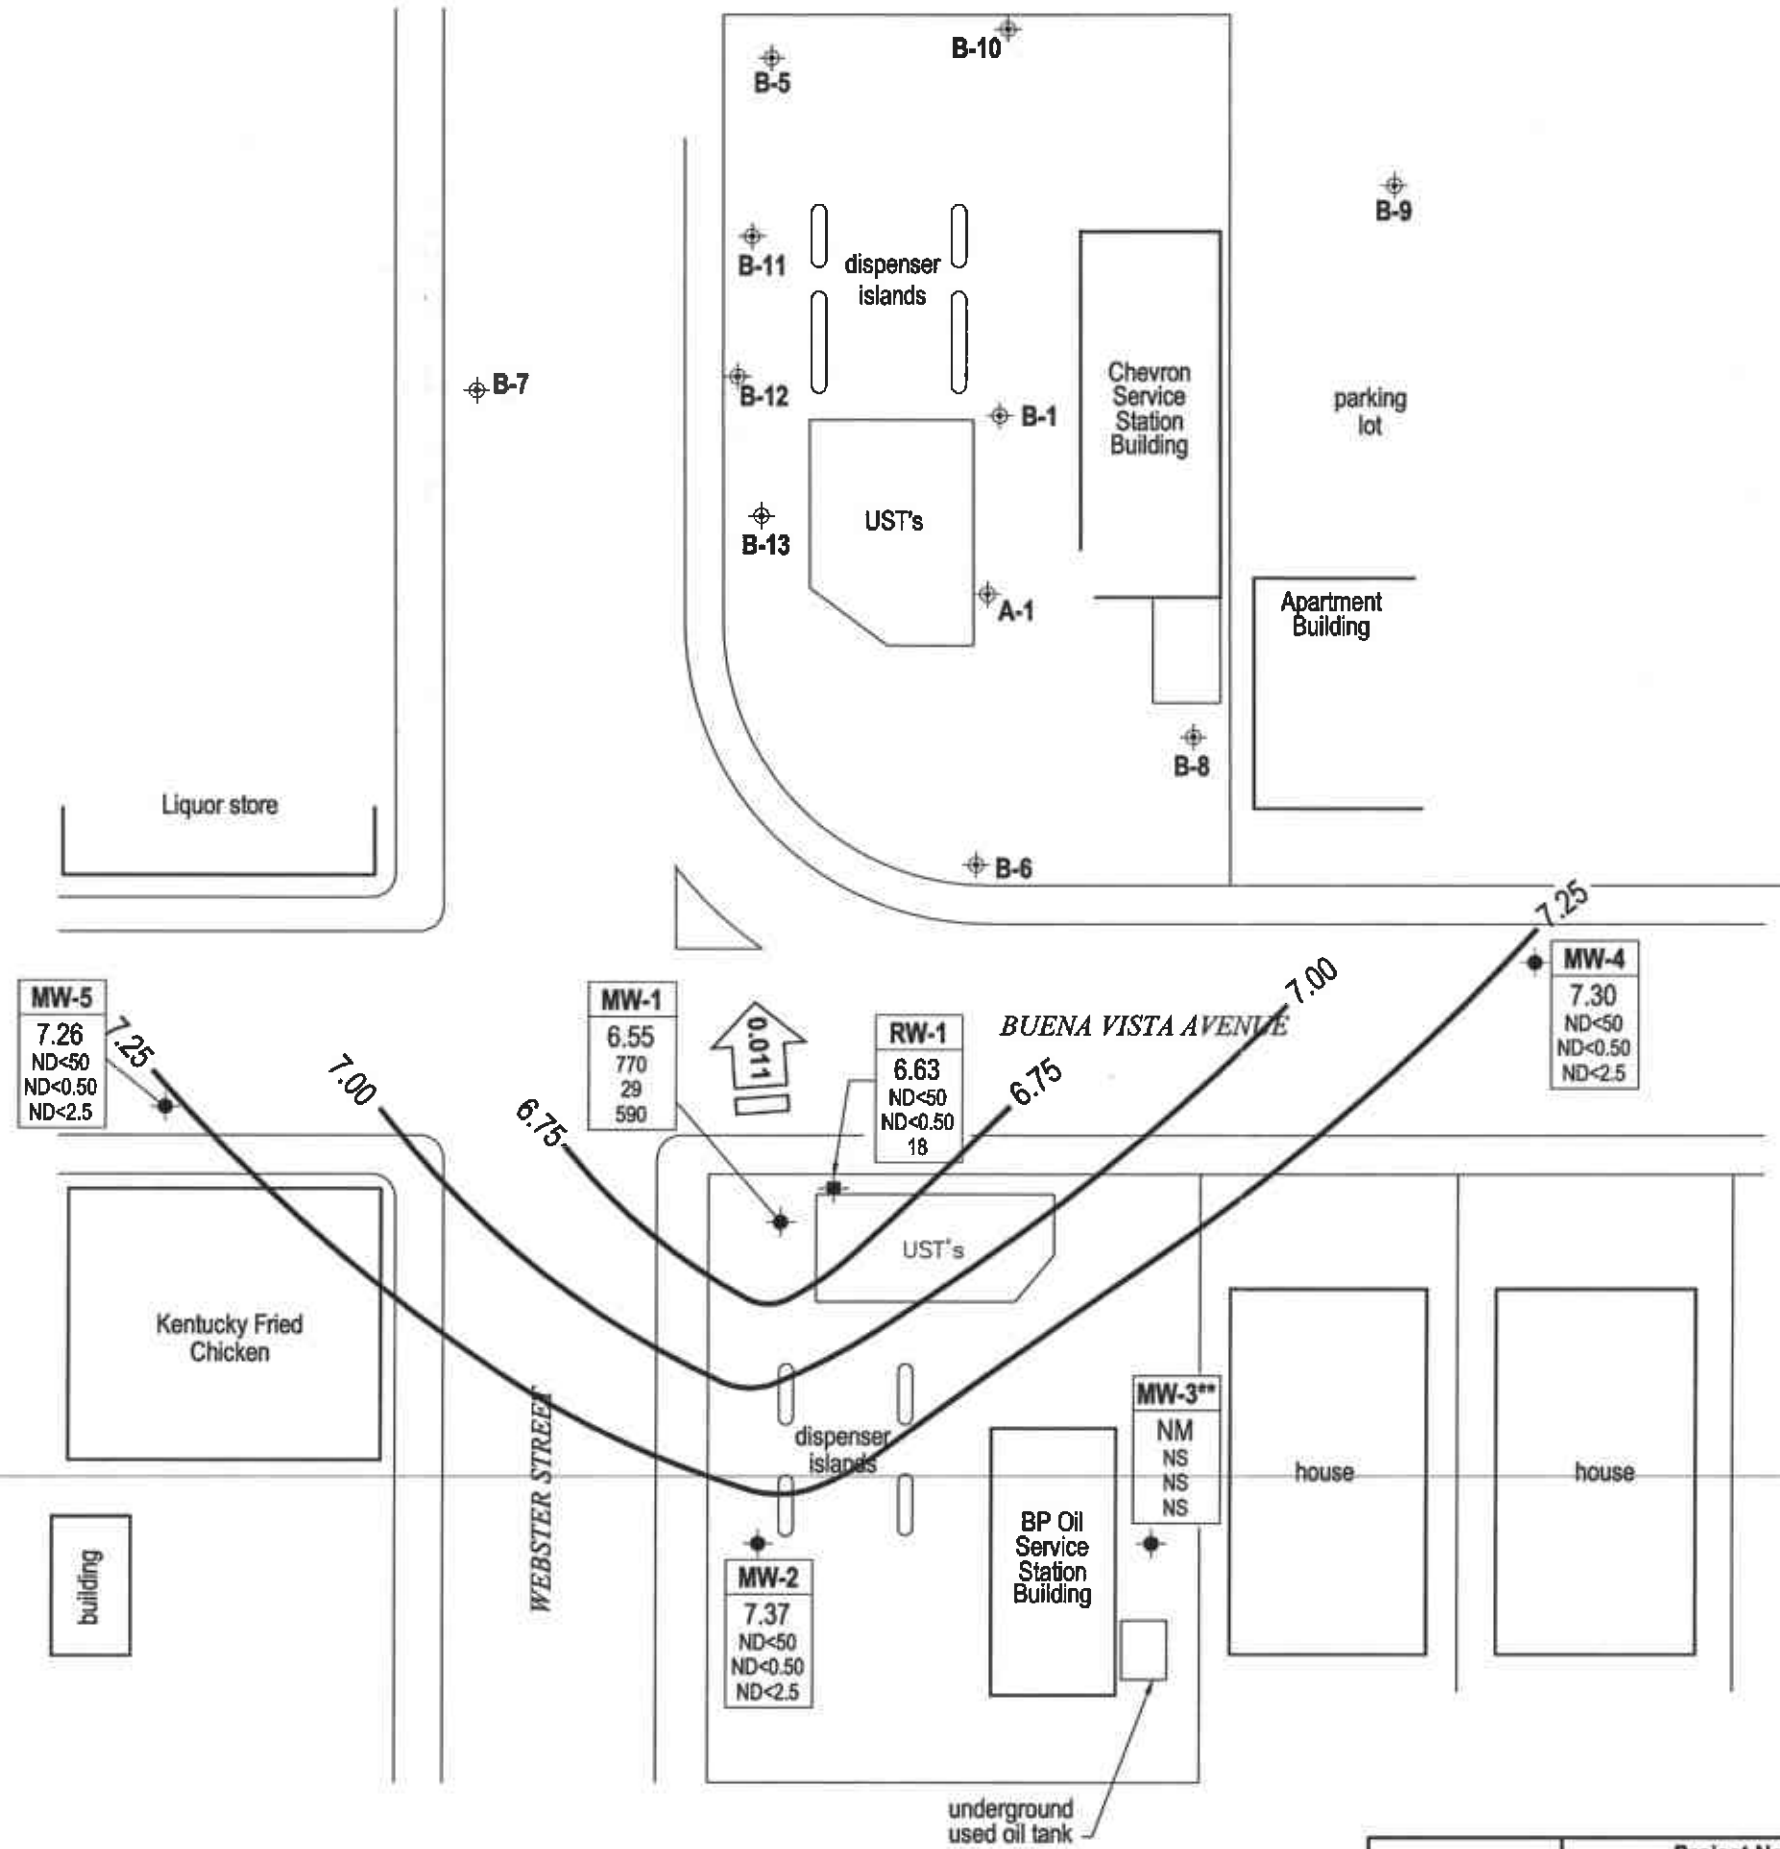 B-10
B-5
B-9
B-11
dispenser
islands
B-7
B-12
B-1
Chevron
Service
Station
Building
parking
lot
B-13
UST's
A-1
Apartment
Building
B-8
Liquor store
B-6
7.25
MW-5
7.26
ND<50
ND<0.50
ND<2.5
7.25
7.00
6.75
MW-1
6.55
770
29
590
0.011
RW-1
6.63
ND<50
ND<0.50
18
BUENA VISTA AVENUE
7.00
6.75
MW-4
7.30
ND<50
ND<0.50
ND<2.5
UST's
Kentucky Fried
Chicken
WEBSTER STREET
dispenser
islands
MW-3**
NM
NS
NS
NS
house
house
building
BP Oil
Service
Station
Building
MW-2
7.37
ND<50
ND<0.50
ND<2.5
underground
used oil tank